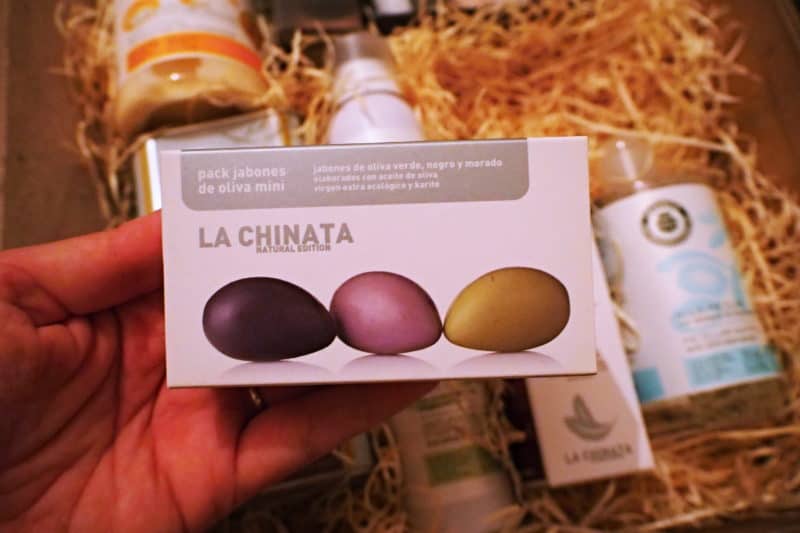 pack jabones
de oliva mini
jabones de oliva verde, negro y morado
elaborados con aceite de oliva
virgen extra ecológico y karité
LA CHINATA
NATURAL EDITION
LA CHINATA